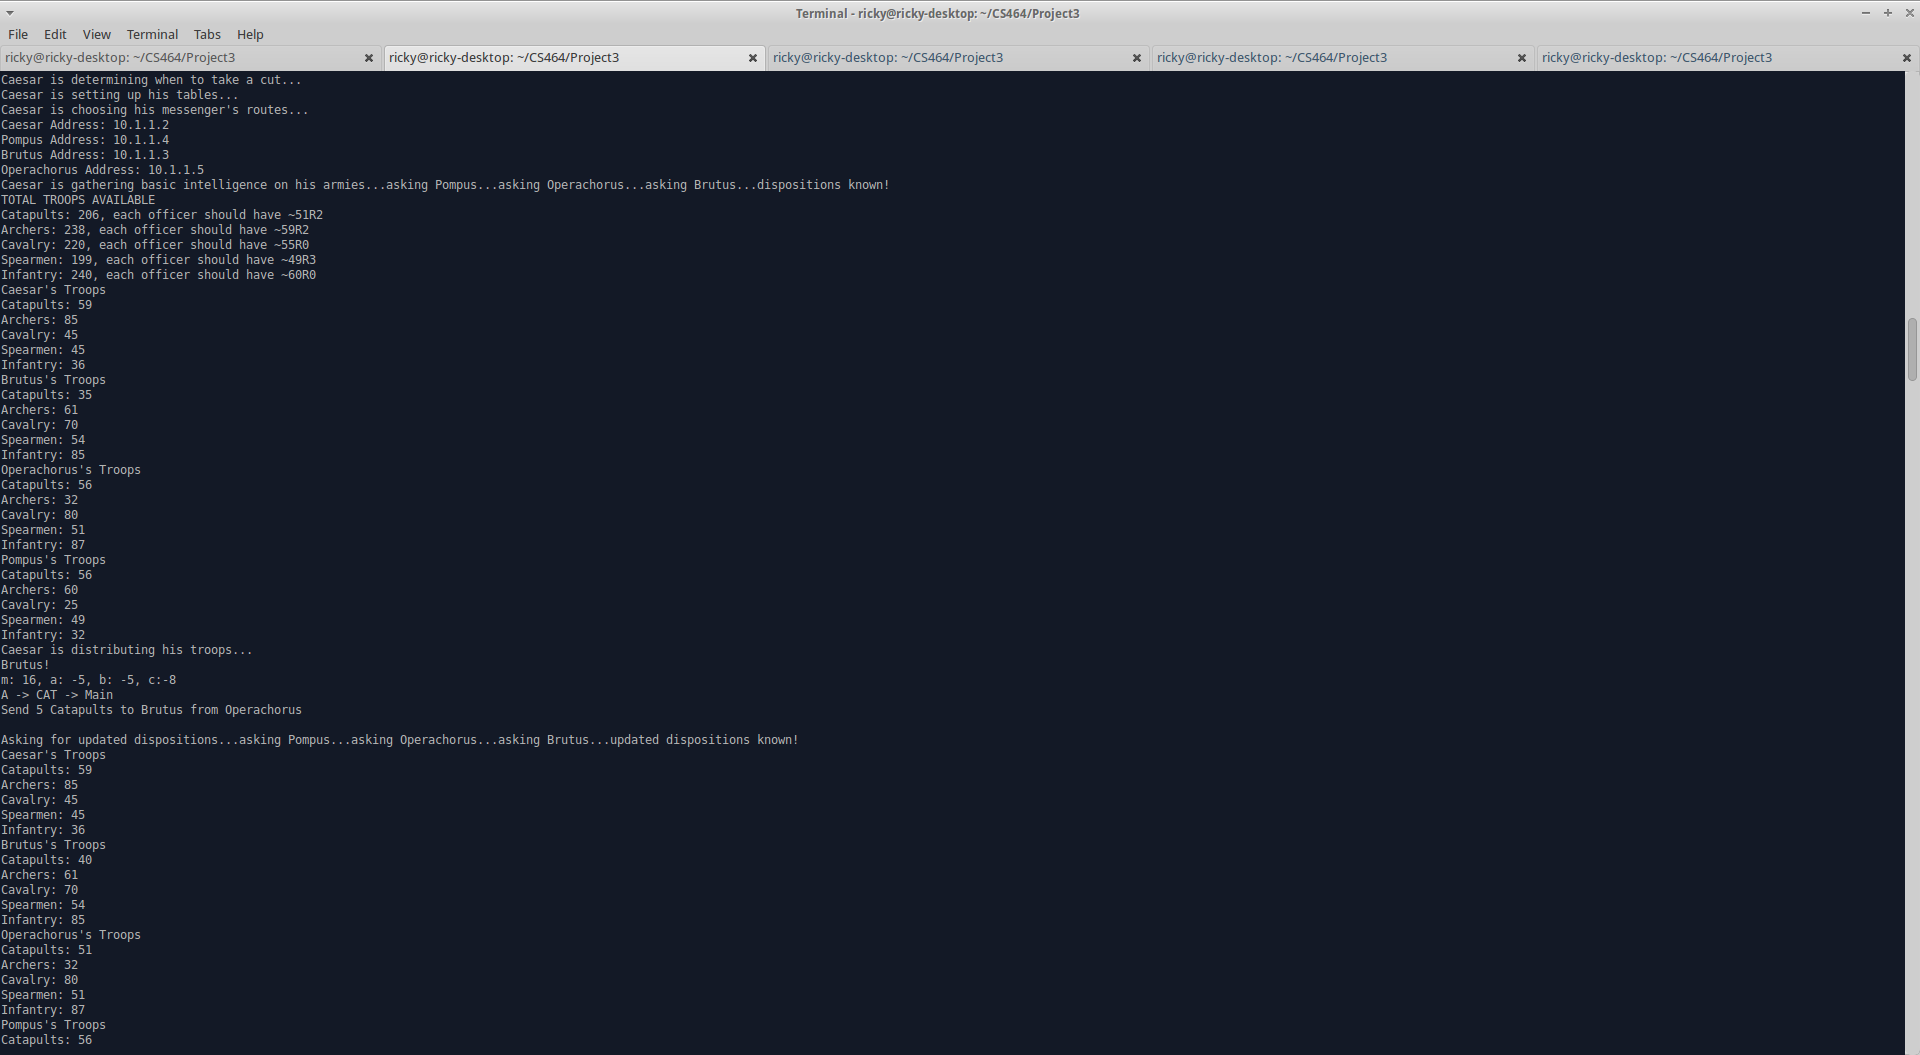 Terminal - ricky@ricky-desktop: ~/CS464/Project3
File Edit View Terminal Tabs Help
ricky@ricky-desktop: ~/CS464/Project3 ricky@ricky-desktop: ~/CS464/Project3 ricky@ricky-desktop: ~/CS464/Project3 ricky@ricky-desktop: ~/CS464/Project3 ricky@ricky-desktop: ~/CS464/Project3
Caesar is determining when to take a cut...
Caesar is setting up his tables...
Caesar is choosing his messenger's routes...
Caesar Address: 10.1.1.2
Pompus Address: 10.1.1.4
Brutus Address: 10.1.1.3
Operachorus Address: 10.1.1.5
Caesar is gathering basic intelligence on his armies...asking Pompus...asking Operachorus...asking Brutus...dispositions known!
TOTAL TROOPS AVAILABLE
Catapults: 206, each officer should have ~51R2
Archers: 238, each officer should have ~59R2
Cavalry: 220, each officer should have ~55R0
Spearmen: 199, each officer should have ~49R3
Infantry: 240, each officer should have ~60R0
Caesar's Troops
Catapults: 59
Archers: 85
Cavalry: 45
Spearmen: 45
Infantry: 36
Brutus's Troops
Catapults: 35
Archers: 61
Cavalry: 70
Spearmen: 54
Infantry: 85
Operachorus's Troops
Catapults: 56
Archers: 32
Cavalry: 80
Spearmen: 51
Infantry: 87
Pompus's Troops
Catapults: 56
Archers: 60
Cavalry: 25
Spearmen: 49
Infantry: 32
Caesar is distributing his troops...
Brutus!
m: 16, a: -5, b: -5, c:-8
A -> CAT -> Main
Send 5 Catapults to Brutus from Operachorus
Asking for updated dispositions...asking Pompus...asking Operachorus...asking Brutus...updated dispositions known!
Caesar's Troops
Catapults: 59
Archers: 85
Cavalry: 45
Spearmen: 45
Infantry: 36
Brutus's Troops
Catapults: 40
Archers: 61
Cavalry: 70
Spearmen: 54
Infantry: 85
Operachorus's Troops
Catapults: 51
Archers: 32
Cavalry: 80
Spearmen: 51
Infantry: 87
Pompus's Troops
Catapults: 56